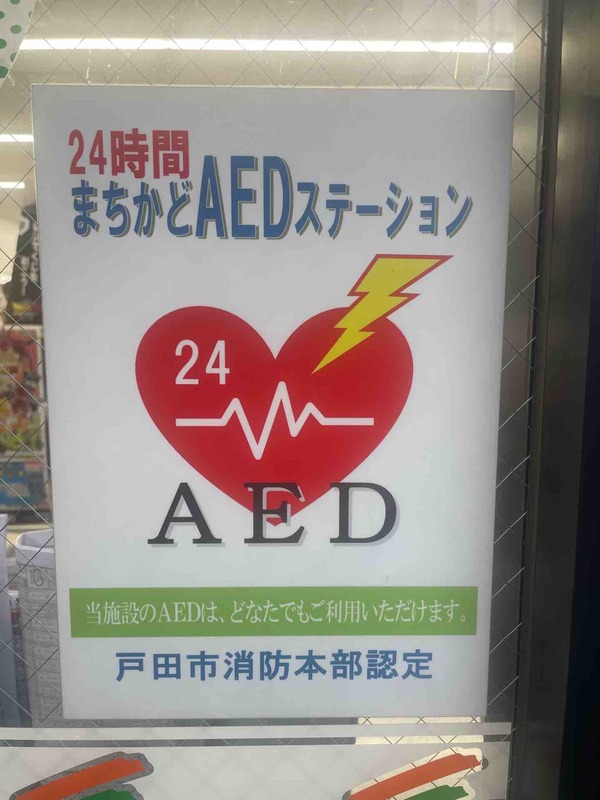 24時間
まちかどAEDステーション
24
AED
当施設のAEDは、どなたでもご利用いただけます。
戸田市消防本部認定